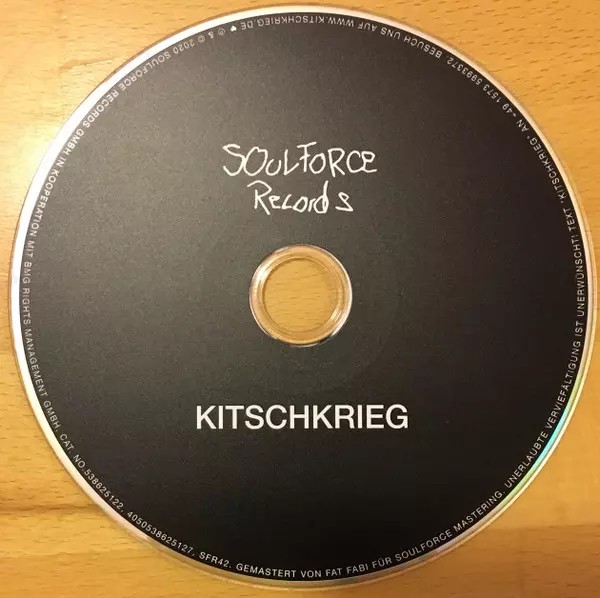 SOULFORCE
Records
KITSCHKRIEG
♥ ℗ & © 2020 SOULFORCE RECORDS GMBH IN KOOPERATION MIT BMG RIGHTS MANAGEMENT GMBH. CAT NO.538625122. 4050538625127. SFR42. GEMASTERT VON FAT FABI FÜR SOULFORCE MASTERING. UNERLAUBTE VERVIEFÄLTIGUNG IST UNERWÜNSCHT! TEXT 'KITSCHKRIEG' AN +49 1573 5993372 BESUCH UNS AUF WWW.KITSCHKRIEG.DE